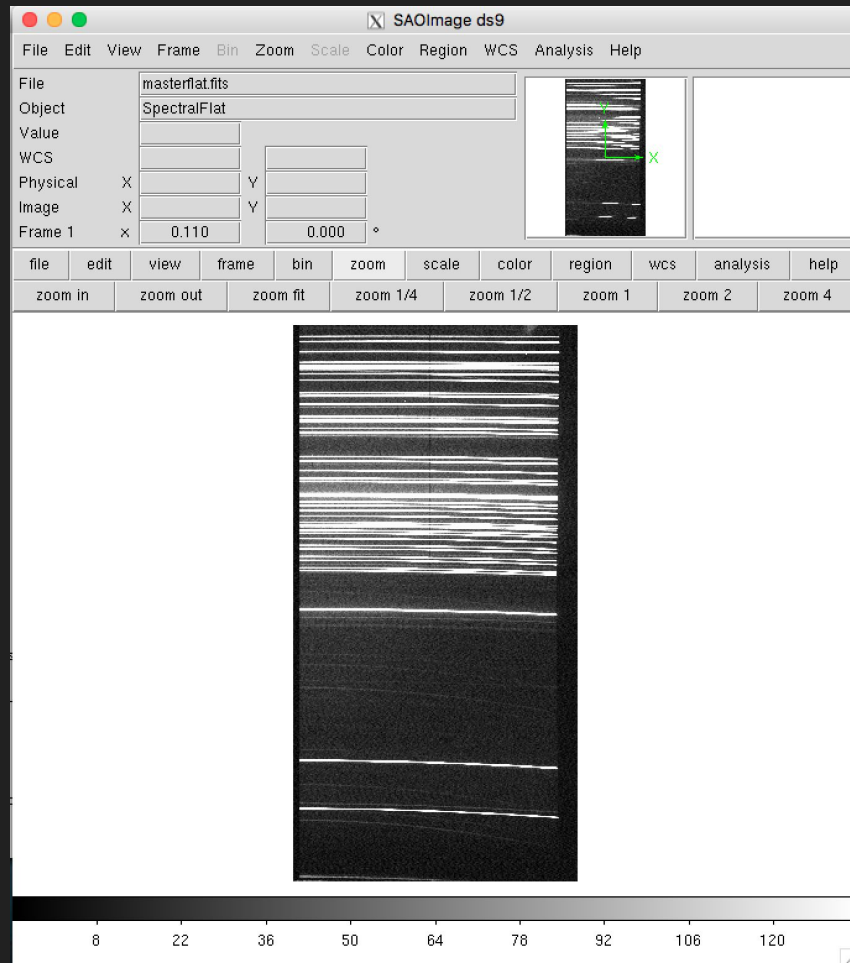 SAOImage ds9
File Edit View Frame Bin Zoom Scale Color Region WCS Analysis Help
File masterflat.fits
Object SpectralFlat
Value
WCS
Physical X Y
Image X Y
Frame 1 x 0.110 0.000 °
Y
X
file edit view frame bin zoom scale color region wcs analysis help
zoom in zoom out zoom fit zoom 1/4 zoom 1/2 zoom 1 zoom 2 zoom 4
8 22 36 50 64 78 92 106 120